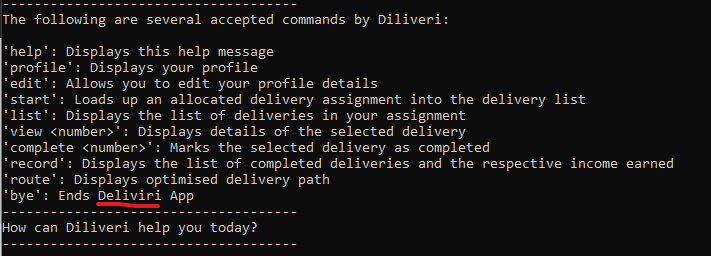 -------------------------------------
The following are several accepted commands by Diliveri:
'help': Displays this help message
'profile': Displays your profile
'edit': Allows you to edit your profile details
'start': Loads up an allocated delivery assignment into the delivery list
'list': Displays the list of deliveries in your assignment
'view <number>': Displays details of the selected delivery
'complete <number>': Marks the selected delivery as completed
'record': Displays the list of completed deliveries and the respective income earned
'route': Displays optimised delivery path
'bye': Ends Deliviri App
-------------------------------------
How can Diliveri help you today?
-------------------------------------